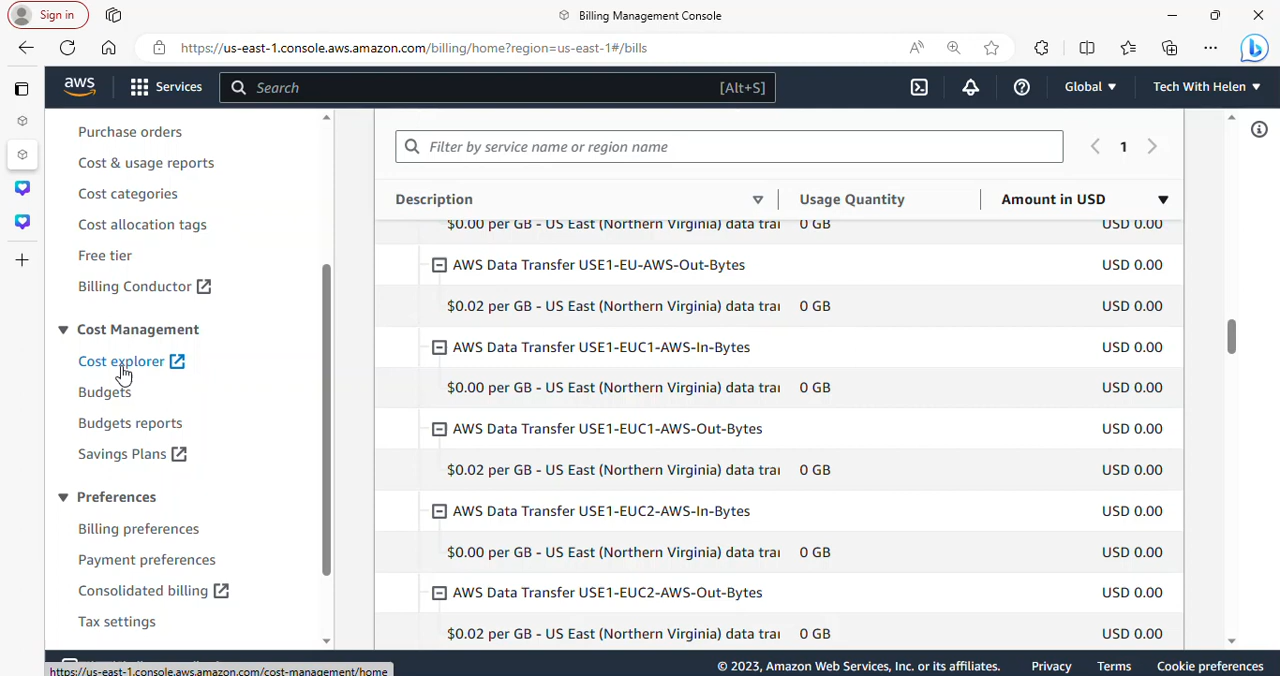 Sign in
Billing Management Console
https://us-east-1.console.aws.amazon.com/billing/home?region=us-east-1#/bills
aws
Services
Search
[Alt+S]
Global
Tech With Helen
Purchase orders
Cost & usage reports
Cost categories
Cost allocation tags
Free tier
Billing Conductor
Cost Management
Cost explorer
Budgets
Budgets reports
Savings Plans
Preferences
Billing preferences
Payment preferences
Consolidated billing
Tax settings
Filter by service name or region name
1
Description Usage Quantity Amount in USD
$0.00 per GB - US East (Northern Virginia) data tra 0 GB USD 0.00
AWS Data Transfer USE1-EU-AWS-Out-Bytes USD 0.00
$0.02 per GB - US East (Northern Virginia) data tra 0 GB USD 0.00
AWS Data Transfer USE1-EUC1-AWS-In-Bytes USD 0.00
$0.00 per GB - US East (Northern Virginia) data tra 0 GB USD 0.00
AWS Data Transfer USE1-EUC1-AWS-Out-Bytes USD 0.00
$0.02 per GB - US East (Northern Virginia) data tra 0 GB USD 0.00
AWS Data Transfer USE1-EUC2-AWS-In-Bytes USD 0.00
$0.00 per GB - US East (Northern Virginia) data tra 0 GB USD 0.00
AWS Data Transfer USE1-EUC2-AWS-Out-Bytes USD 0.00
$0.02 per GB - US East (Northern Virginia) data tra 0 GB USD 0.00
https://us-east-1.console.aws.amazon.com/cost-management/home
© 2023, Amazon Web Services, Inc. or its affiliates. Privacy Terms Cookie preferences